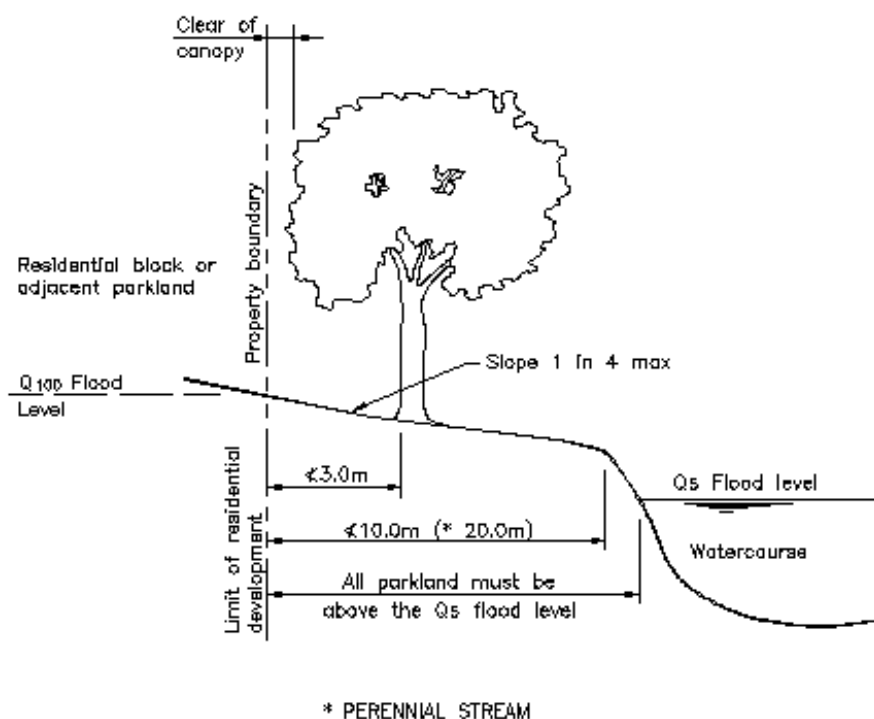 Clear of
canopy
Property boundary
Residential block or
adjacent parkland
Slope 1 in 4 max
Q100 Flood
Level
≮3.0m
Qs Flood level
≮10.0m (* 20.0m)
Watercourse
Limit of residential
development
All parkland must be
above the Qs flood level
* PERENNIAL STREAM